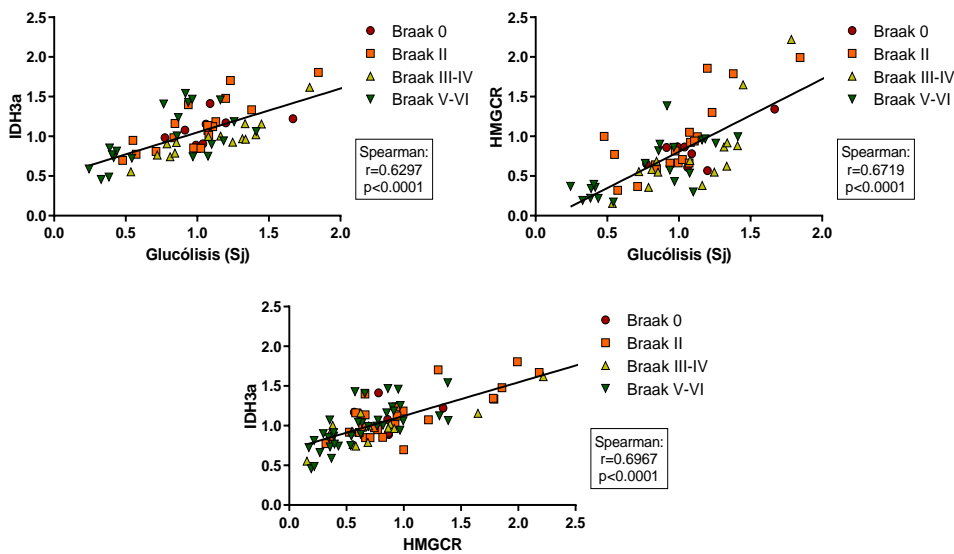 2.5
2.0
1.5
1.0
0.5
0.0
IDH3a
0.0 0.5 1.0 1.5 2.0
Glucólisis (Sj)
Braak 0
Braak II
Braak III-IV
Braak V-VI
Spearman:
r=0.6297
p<0.0001
2.5
2.0
1.5
1.0
0.5
0.0
HMGCR
0.0 0.5 1.0 1.5 2.0
Glucólisis (Sj)
Braak 0
Braak II
Braak III-IV
Braak V-VI
Spearman:
r=0.6719
p<0.0001
2.5
2.0
1.5
1.0
0.5
0.0
IDH3a
0.0 0.5 1.0 1.5 2.0 2.5
HMGCR
Braak 0
Braak II
Braak III-IV
Braak V-VI
Spearman:
r=0.6967
p<0.0001